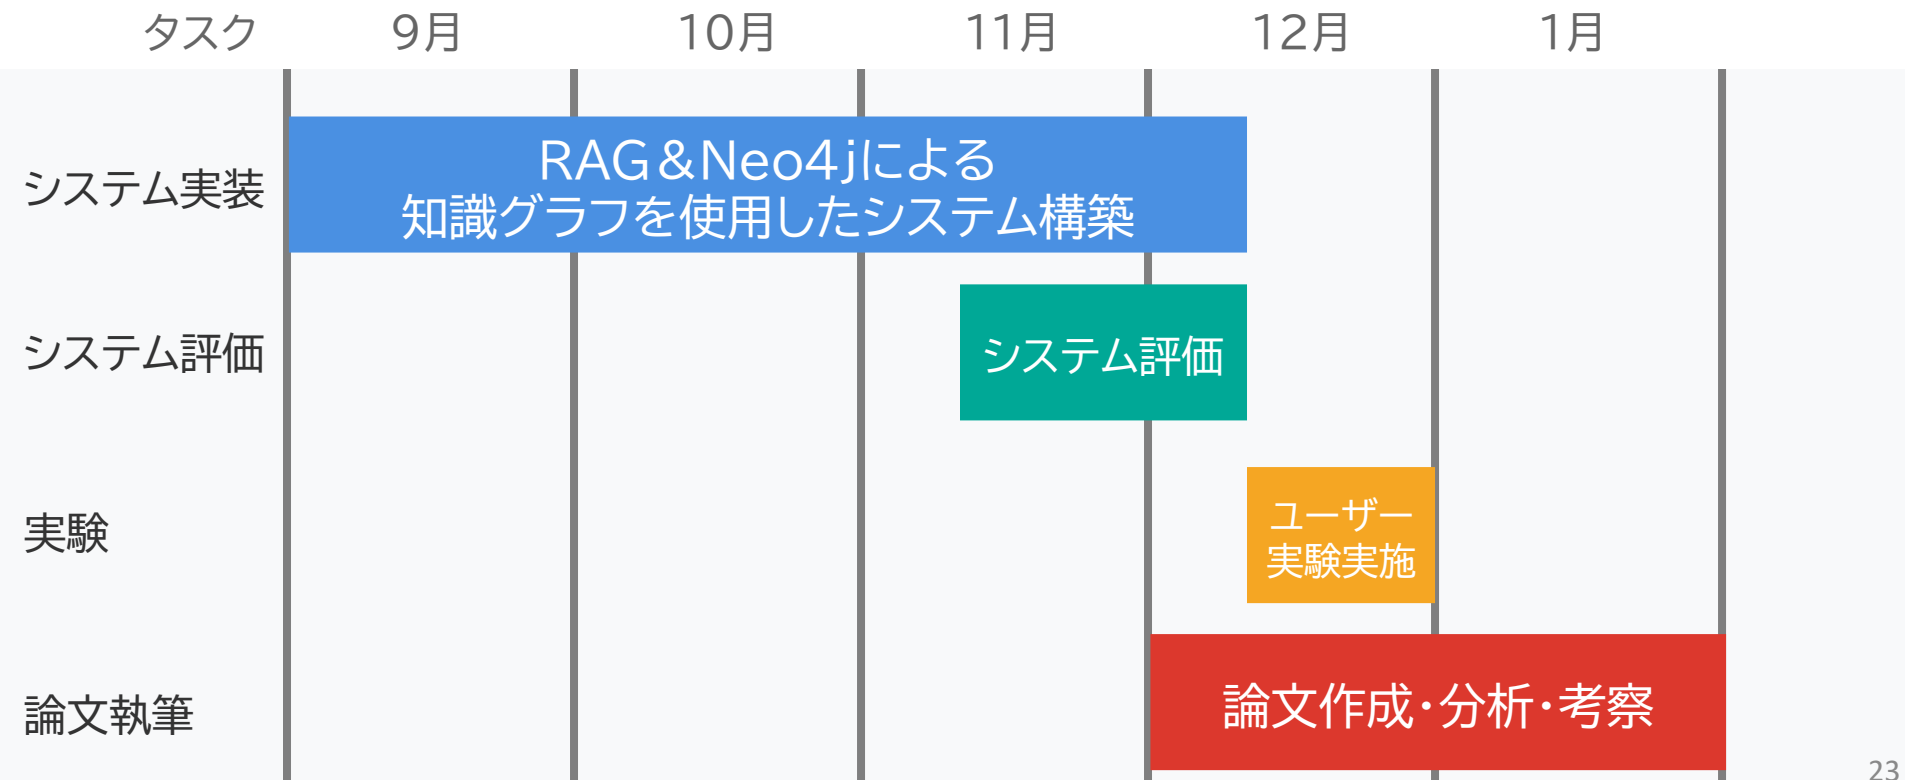 タスク 9月 10月 11月 12月 1月
システム実装
RAG&Neo4jによる
知識グラフを使用したシステム構築
システム評価
システム評価
実験
ユーザー
実験実施
論文執筆
論文作成・分析・考察
23